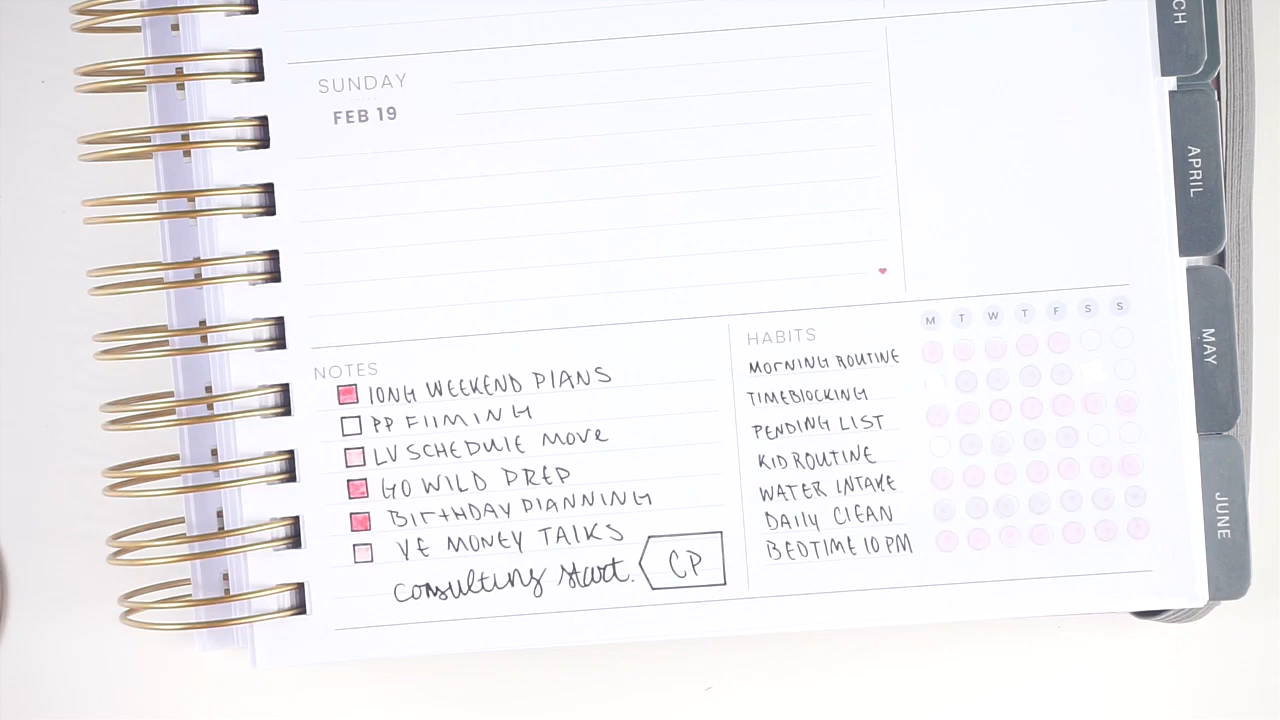 SUNDAY
FEB 19
NOTES
LONG WEEKEND PLANS
PP FILMING
LV SCHEDULE MOVE
GO WILD PREP
BIRTHDAY PLANNING
YE MONEY TALKS
consulting start.
CP
HABITS
M T W T F S S
MORNING ROUTINE
TIMEBLOCKING
PENDING LIST
KID ROUTINE
WATER INTAKE
DAILY CLEAN
BEDTIME 10 PM
CH
APRIL
MAY
JUNE